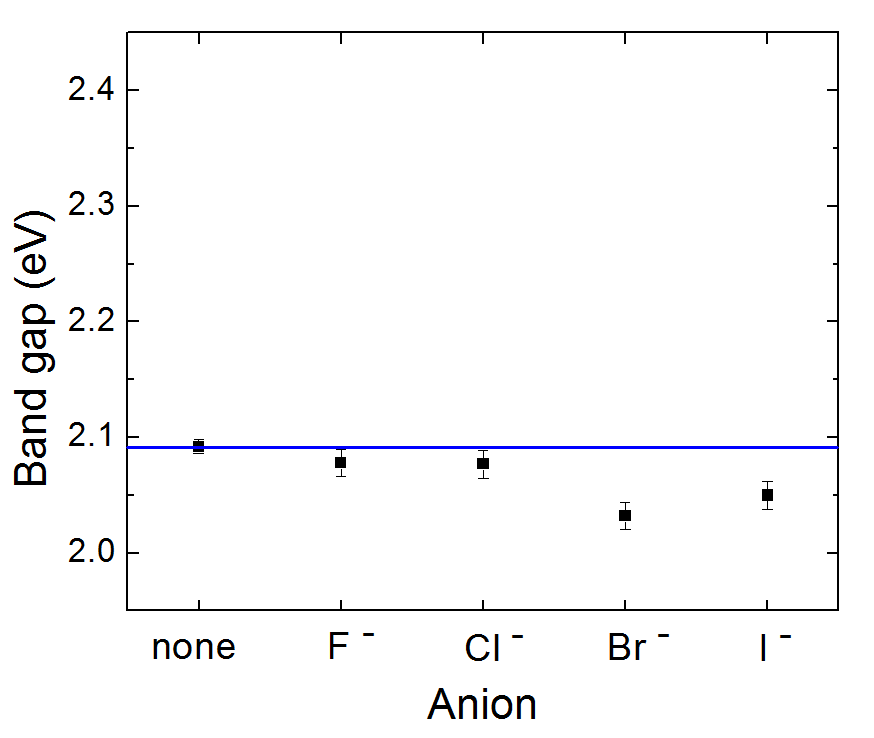 2.4
2.3
2.2
2.1
2.0
Band gap (eV)
none F⁻ Cl⁻ Br⁻ I⁻
Anion